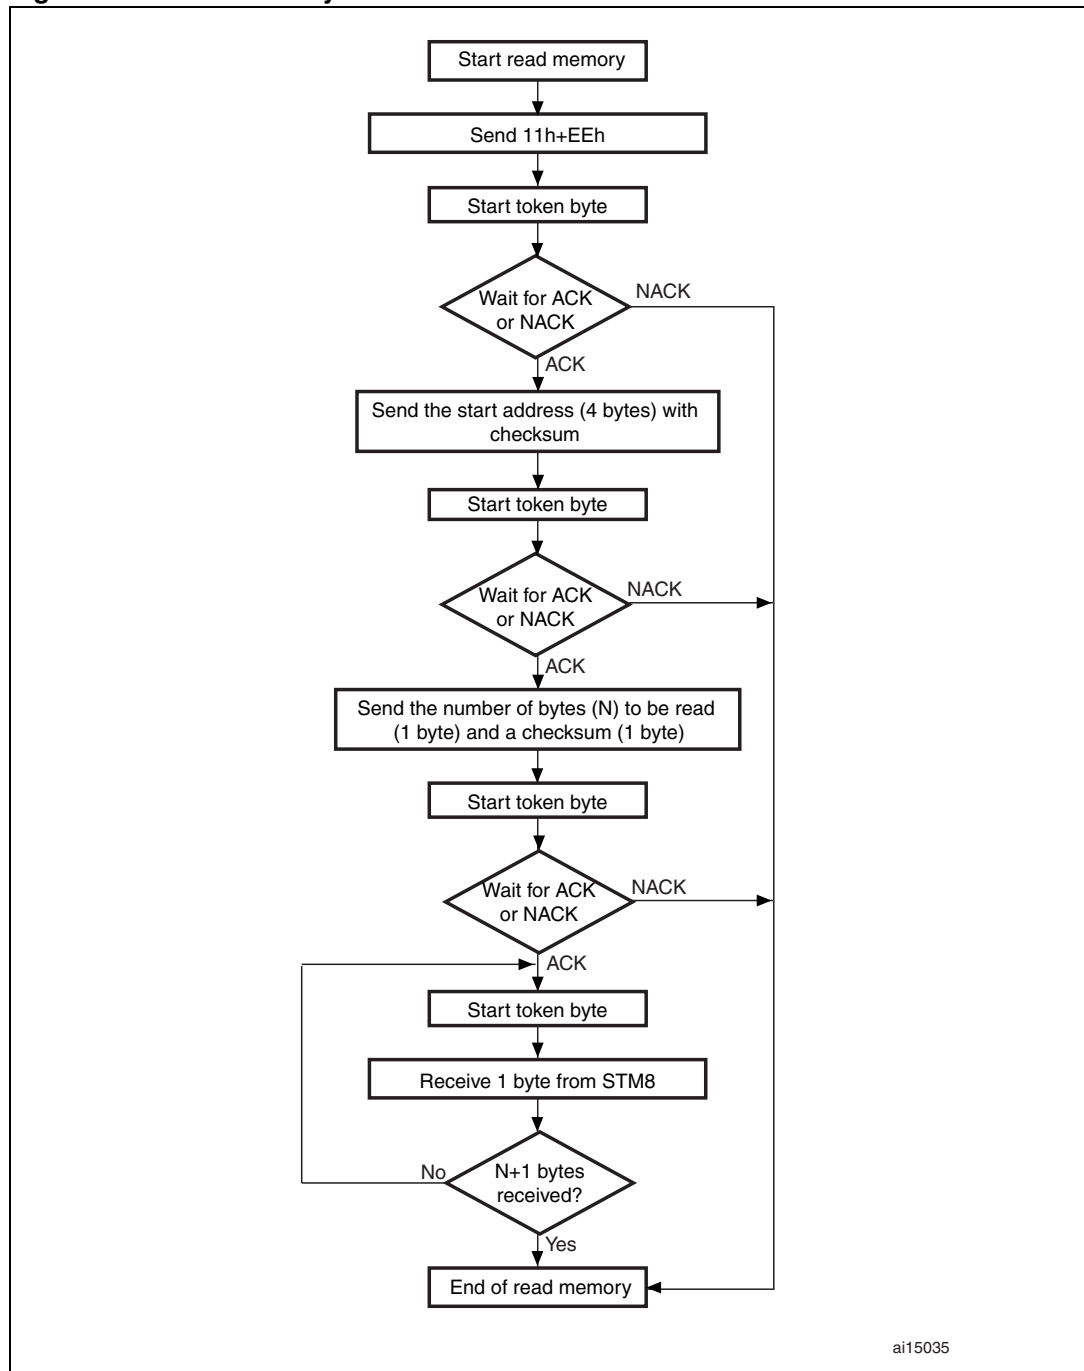 Start read memory
Send 11h+EEh
Start token byte
Wait for ACK
or NACK
NACK
ACK
Send the start address (4 bytes) with
checksum
Start token byte
Wait for ACK
or NACK
NACK
ACK
Send the number of bytes (N) to be read
(1 byte) and a checksum (1 byte)
Start token byte
Wait for ACK
or NACK
NACK
ACK
Start token byte
Receive 1 byte from STM8
N+1 bytes
received?
No
Yes
End of read memory
ai15035